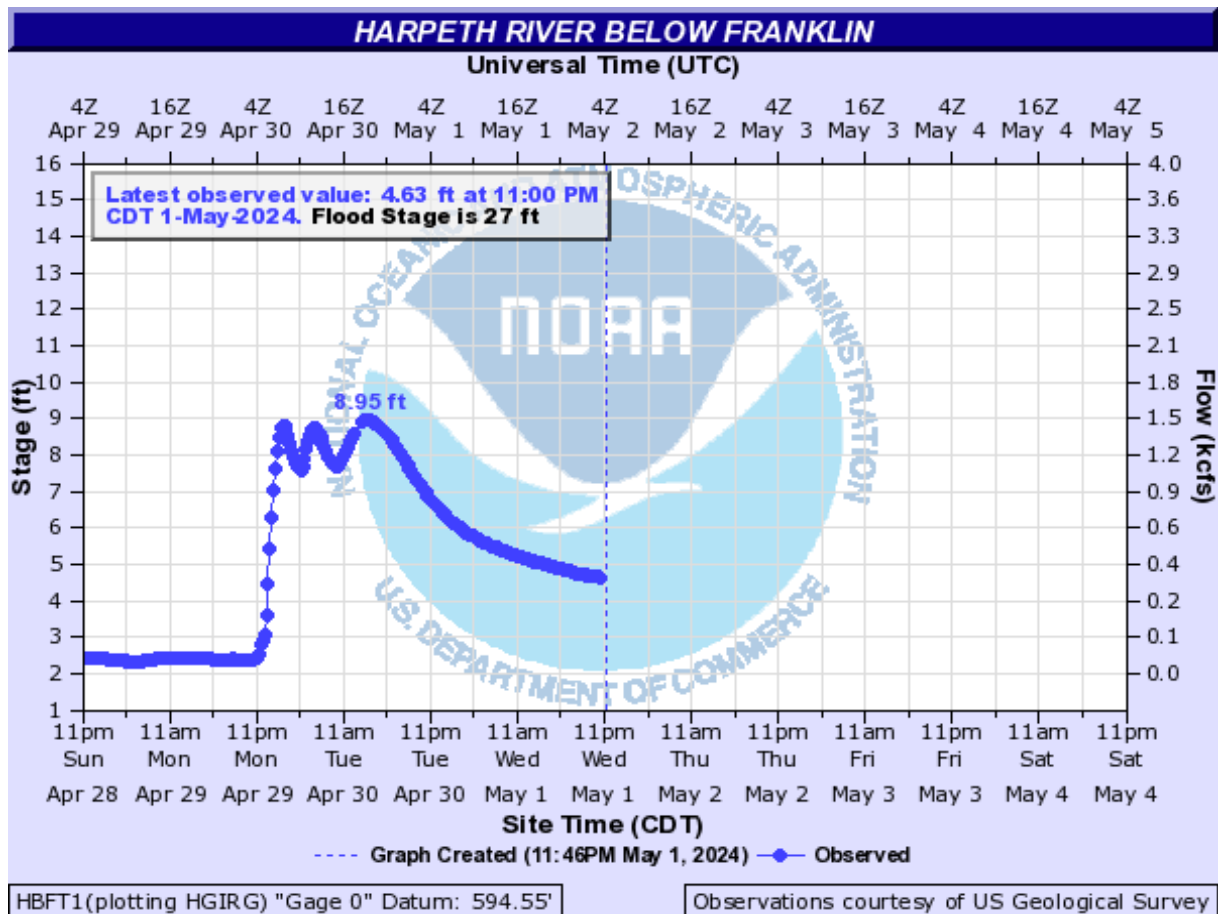 HARPETH RIVER BELOW FRANKLIN
Universal Time (UTC)
4Z 16Z 4Z 16Z 4Z 16Z 4Z 16Z 4Z 16Z 4Z 16Z 4Z
Apr 29 Apr 29 Apr 30 Apr 30 May 1 May 1 May 2 May 2 May 3 May 3 May 4 May 4 May 5
Latest observed value: 4.63 ft at 11:00 PM
CDT 1-May-2024. Flood Stage is 27 ft
16
15
14
13
12
11
10
9
8
7
6
5
4
3
2
1
Stage (ft)
8.95 ft
NATIONAL OCEANIC AND ATMOSPHERIC ADMINISTRATION
NOAA
U.S. DEPARTMENT OF COMMERCE
4.0
3.6
3.3
2.9
2.5
2.1
1.8
1.5
1.2
0.9
0.6
0.4
0.2
0.1
0.0
Flow (kcfs)
11pm 11am 11pm 11am 11pm 11am 11pm 11am 11pm 11am 11pm 11am 11pm
Sun Mon Mon Tue Tue Wed Wed Thu Thu Fri Fri Sat Sat
Apr 28 Apr 29 Apr 29 Apr 30 Apr 30 May 1 May 1 May 2 May 2 May 3 May 3 May 4 May 4
Site Time (CDT)
Graph Created (11:46PM May 1, 2024) Observed
HBFT1(plotting HGIRG) "Gage 0" Datum: 594.55'
Observations courtesy of US Geological Survey